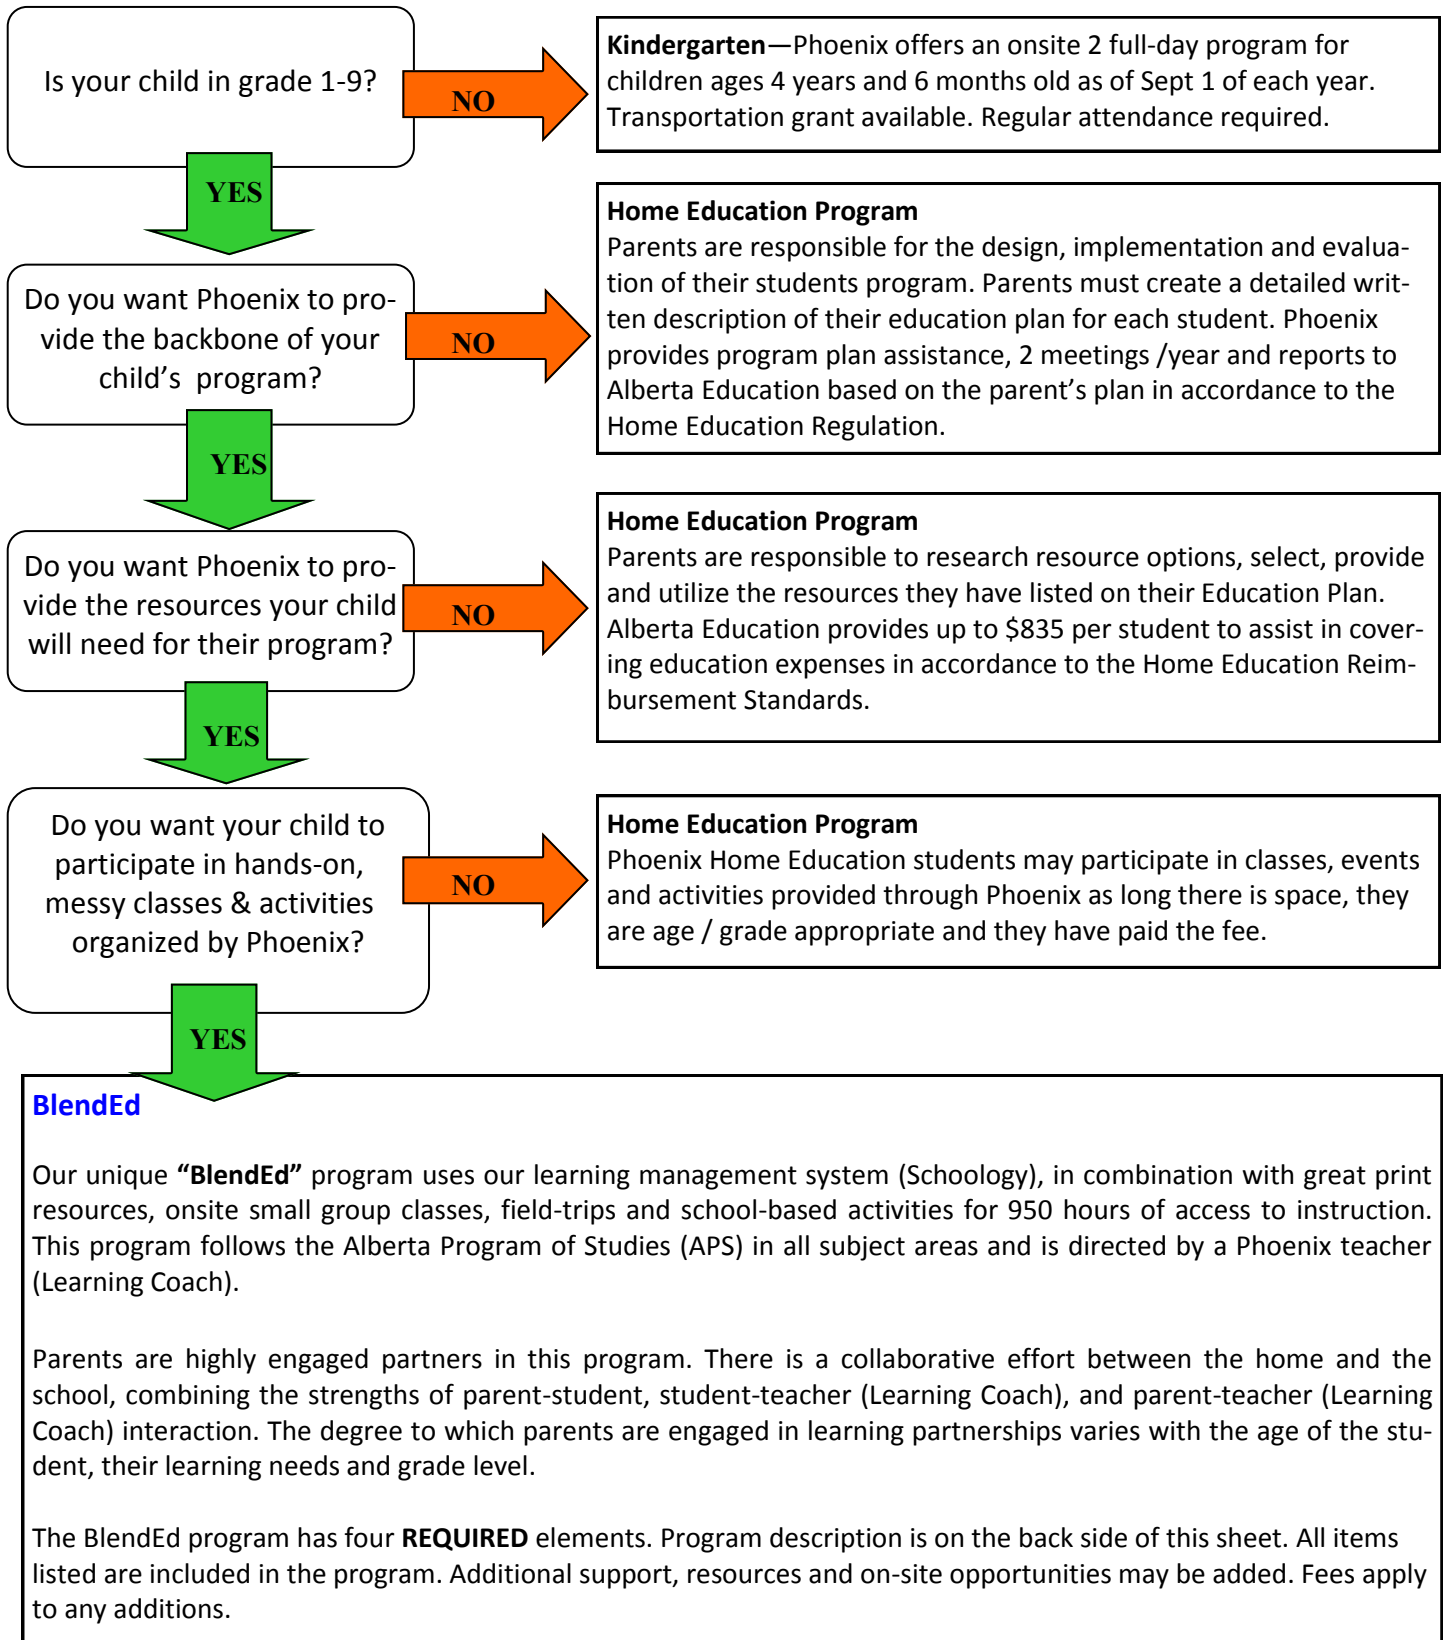 Is your child in grade 1-9?
NO
Kindergarten—Phoenix offers an onsite 2 full-day program for
children ages 4 years and 6 months old as of Sept 1 of each year.
Transportation grant available. Regular attendance required.
YES
Do you want Phoenix to pro-
vide the backbone of your
child’s program?
NO
Home Education Program
Parents are responsible for the design, implementation and evalua-
tion of their students program. Parents must create a detailed writ-
ten description of their education plan for each student. Phoenix
provides program plan assistance, 2 meetings /year and reports to
Alberta Education based on the parent’s plan in accordance to the
Home Education Regulation.
YES
Do you want Phoenix to pro-
vide the resources your child
will need for their program?
NO
Home Education Program
Parents are responsible to research resource options, select, provide
and utilize the resources they have listed on their Education Plan.
Alberta Education provides up to $835 per student to assist in cover-
ing education expenses in accordance to the Home Education Reim-
bursement Standards.
YES
Do you want your child to
participate in hands-on,
messy classes & activities
organized by Phoenix?
NO
Home Education Program
Phoenix Home Education students may participate in classes, events
and activities provided through Phoenix as long there is space, they
are age / grade appropriate and they have paid the fee.
YES
BlendEd
Our unique “BlendEd” program uses our learning management system (Schoology), in combination with great print
resources, onsite small group classes, field-trips and school-based activities for 950 hours of access to instruction.
This program follows the Alberta Program of Studies (APS) in all subject areas and is directed by a Phoenix teacher
(Learning Coach).
Parents are highly engaged partners in this program. There is a collaborative effort between the home and the
school, combining the strengths of parent-student, student-teacher (Learning Coach), and parent-teacher (Learning
Coach) interaction. The degree to which parents are engaged in learning partnerships varies with the age of the stu-
dent, their learning needs and grade level.
The BlendEd program has four REQUIRED elements. Program description is on the back side of this sheet. All items
listed are included in the program. Additional support, resources and on-site opportunities may be added. Fees apply
to any additions.